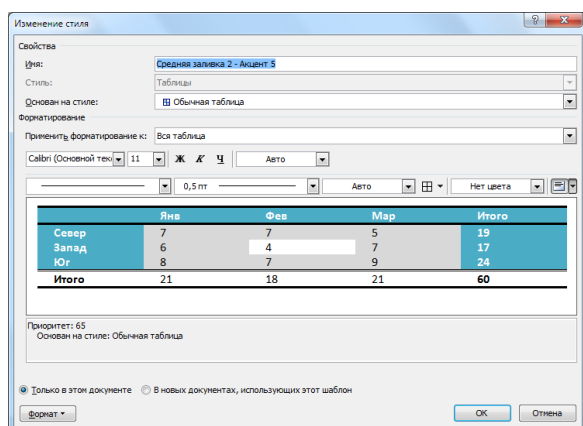 Изменение стиля
Свойства
Имя: Средняя заливка 2 - Акцент 5
Стиль: Таблицы
Основан на стиле: Обычная таблица
Форматирование
Применить форматирование к: Вся таблица
Calibri (Основной тек 11 Ж К Ч Авто
0,5 пт Авто Нет цвета
Янв Фев Мар Итого
Север 7 7 5 19
Запад 6 4 7 17
Юг 8 7 9 24
Итого 21 18 21 60
Приоритет: 65
Основан на стиле: Обычная таблица
Только в этом документе В новых документах, использующих этот шаблон
Формат ОК Отмена